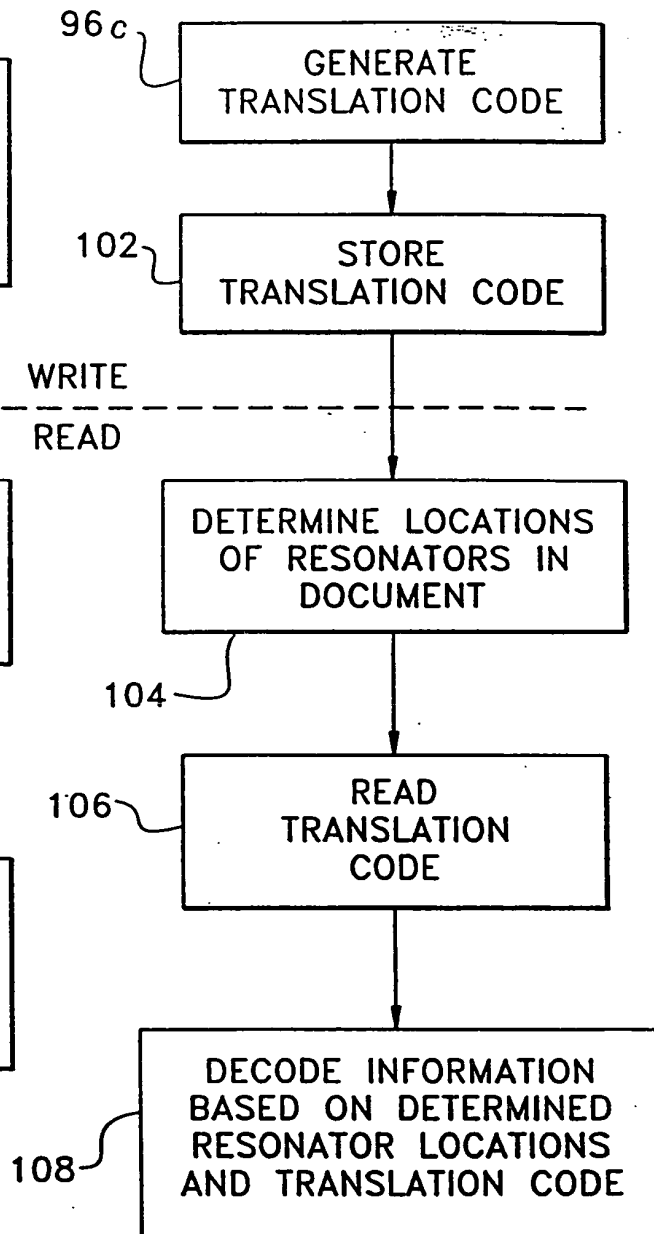 96c
GENERATE
TRANSLATION CODE
102
STORE
TRANSLATION CODE
WRITE
READ
DETERMINE LOCATIONS
OF RESONATORS IN
DOCUMENT
104
106
READ
TRANSLATION
CODE
DECODE INFORMATION
BASED ON DETERMINED
RESONATOR LOCATIONS
AND TRANSLATION CODE
108